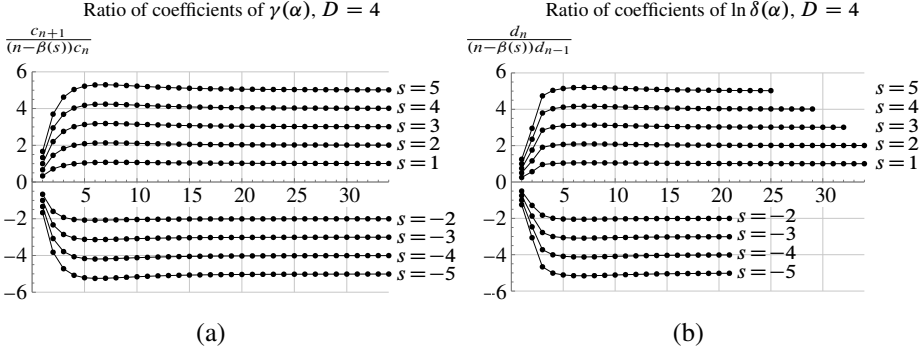 Ratio of coefficients of γ(α), D = 4
c_{n+1}/((n−β(s))c_n)
6
4
2
0
−2
−4
−6
5 10 15 20 25 30
s = 5
s = 4
s = 3
s = 2
s = 1
s = −2
s = −3
s = −4
s = −5
(a)
Ratio of coefficients of ln δ(α), D = 4
d_n/((n−β(s))d_{n−1})
6
4
2
0
−2
−4
−6
5 10 15 20 25 30
s = 5
s = 4
s = 3
s = 2
s = 1
s = −2
s = −3
s = −4
s = −5
(b)